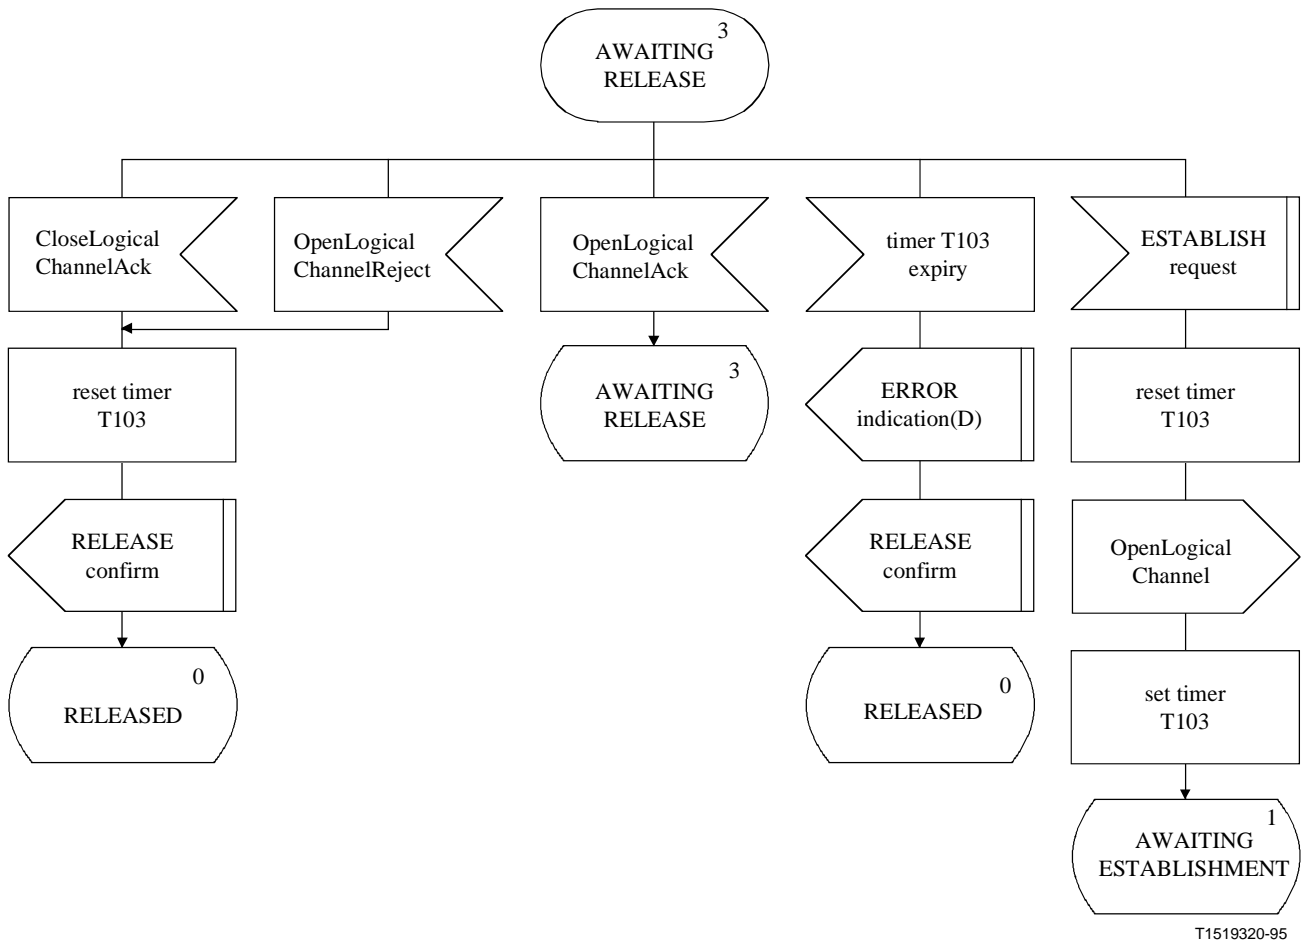 3
AWAITING
RELEASE
CloseLogical
ChannelAck
OpenLogical
ChannelReject
OpenLogical
ChannelAck
timer T103
expiry
ESTABLISH
request
reset timer
T103
3
AWAITING
RELEASE
ERROR
indication(D)
reset timer
T103
RELEASE
confirm
RELEASE
confirm
OpenLogical
Channel
0
RELEASED
0
RELEASED
set timer
T103
1
AWAITING
ESTABLISHMENT
T1519320-95